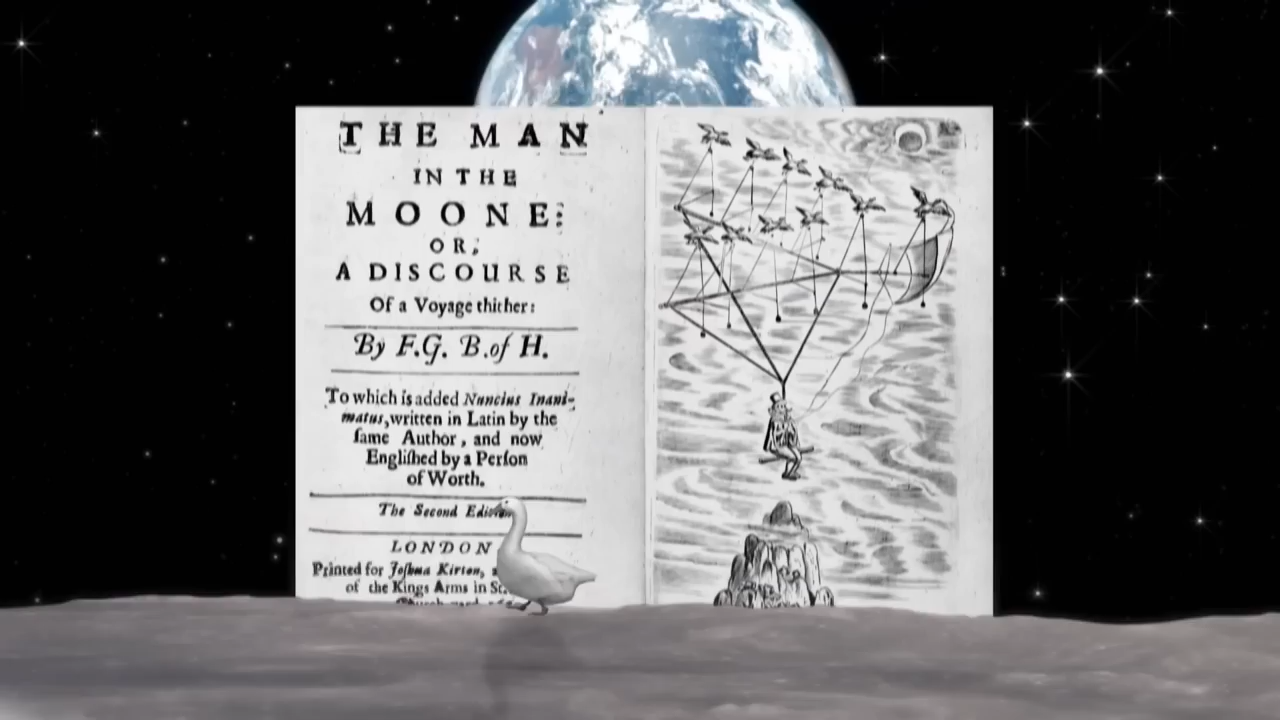 THE MAN
IN THE
MOONE:
OR,
A DISCOURSE
Of a Voyage thither:
By F.G. B. of H.
To which is added Nuncius Inani-
matus, written in Latin by the
ſame Author, and now
Engliſhed by a Perſon
of Worth.
The Second
LONDON
Printed for Joſhua Kirton,
of the Kings Arms in